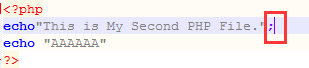 <?php
echo"This is My Second PHP File.";
echo "AAAAAA"
?>